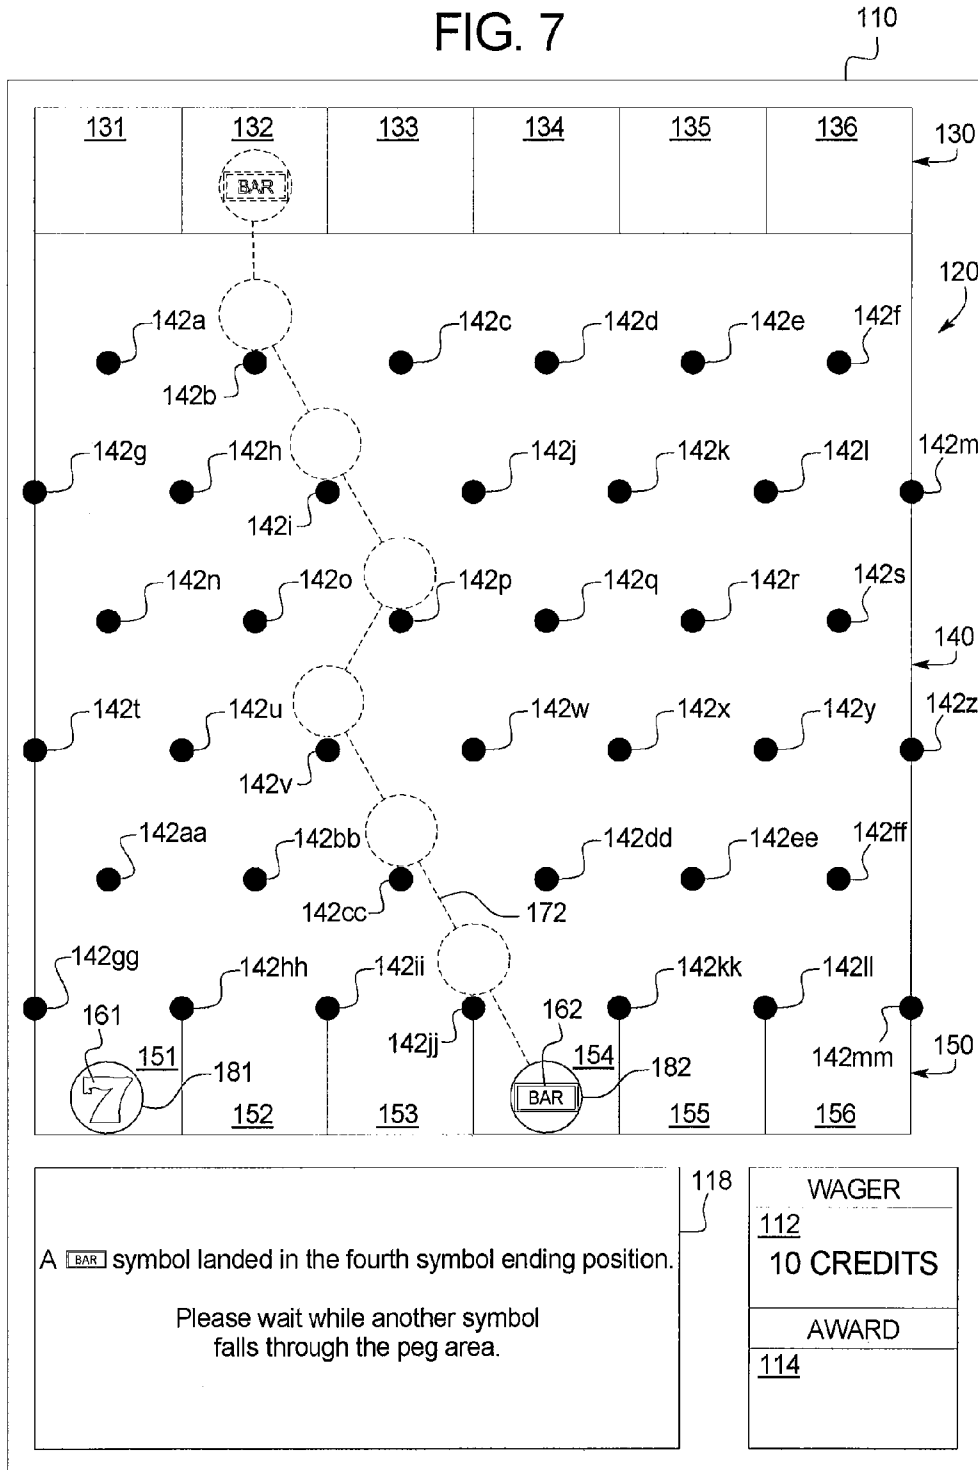 FIG. 7
110
131 132 133 134 135 136
130
BAR
120
142a 142c 142d 142e 142f
142b
142g 142h 142j 142k 142l 142m
142i
142n 142o 142p 142q 142r 142s
140
142t 142u 142w 142x 142y 142z
142v
142aa 142bb 142dd 142ee 142ff
142cc 172
142gg 142hh 142ii 142kk 142ll
161 162
142jj 142mm
151 154 150
181 182
7 BAR
152 153 155 156
118
WAGER
112
A BAR symbol landed in the fourth symbol ending position.
10 CREDITS
Please wait while another symbol
falls through the peg area.
AWARD
114